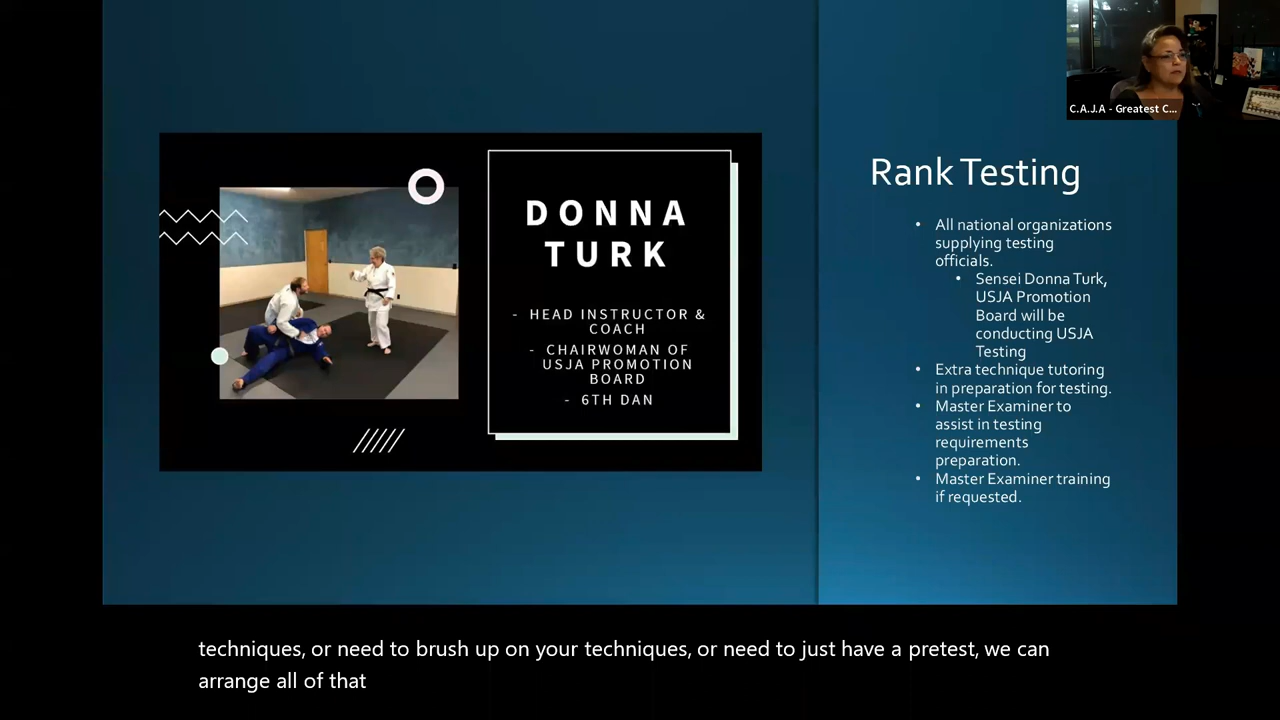 C.A.J.A - Greatest C...
DONNA
TURK
- HEAD INSTRUCTOR &
COACH
- CHAIRWOMAN OF
USJA PROMOTION
BOARD
- 6TH DAN
Rank Testing
• All national organizations
supplying testing
officials.
• Sensei Donna Turk,
USJA Promotion
Board will be
conducting USJA
Testing
• Extra technique tutoring
in preparation for testing.
• Master Examiner to
assist in testing
requirements
preparation.
• Master Examiner training
if requested.
techniques, or need to brush up on your techniques, or need to just have a pretest, we can
arrange all of that